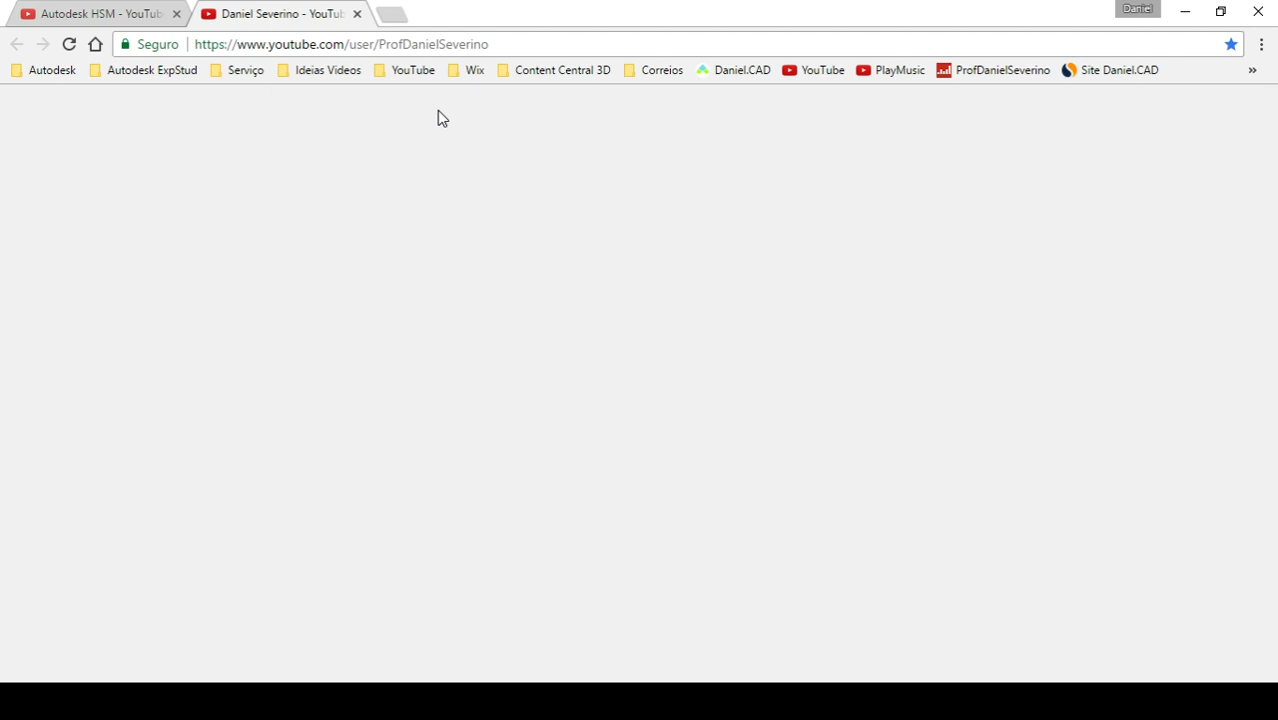 Autodesk HSM - YouTub
Daniel Severino - YouTub
Daniel
Seguro https://www.youtube.com/user/ProfDanielSeverino
Autodesk Autodesk ExpStud Serviço Ideias Videos YouTube Wix Content Central 3D Correios Daniel.CAD YouTube PlayMusic ProfDanielSeverino Site Daniel.CAD »